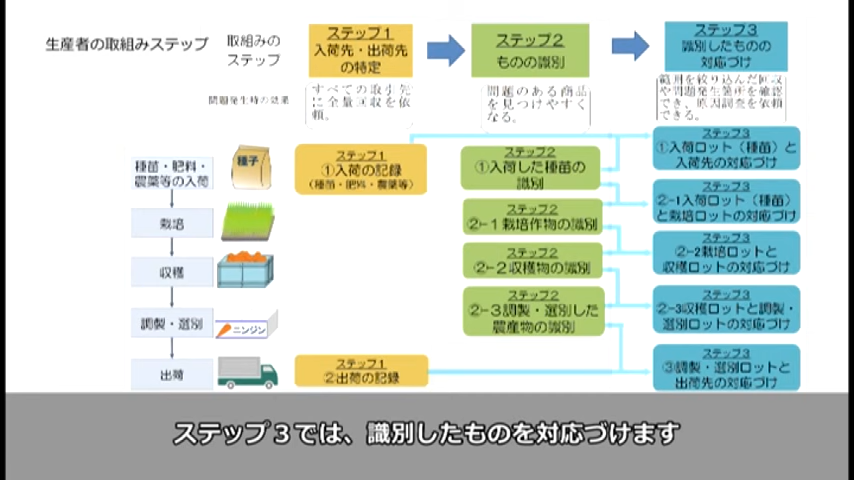 生産者の取組みステップ
取組みの
ステップ
ステップ１
入荷先・出荷先
の特定
ステップ２
ものの識別
ステップ３
識別したものの
対応づけ
問題発生時の効果
すべての取引先
に全量回収を依
頼。
問題のある商品
を見つけやすく
なる。
範囲を絞り込んだ回収
や問題発生箇所を確認
でき、原因調査を依頼
できる。
種苗・肥料・
農薬等の入荷
種子
ステップ１
①入荷の記録
（種苗・肥料・農薬等）
ステップ２
①入荷した種苗の
識別
ステップ３
①入荷ロット（種苗）と
入荷先の対応づけ
栽培
ステップ２
②−１栽培作物の識別
ステップ３
②-1入荷ロット（種苗）
と栽培ロットの対応づけ
収穫
ステップ２
②−２収穫物の識別
ステップ３
②-2栽培ロットと
収穫ロットの対応づけ
調製・選別
ニンジン
ステップ２
②−３調製・選別した
農産物の識別
ステップ３
②-3収穫ロットと調製・
選別ロットの対応づけ
出荷
ステップ１
②出荷の記録
ステップ３
③調製・選別ロットと
出荷先の対応づけ
ステップ３では、識別したものを対応づけます